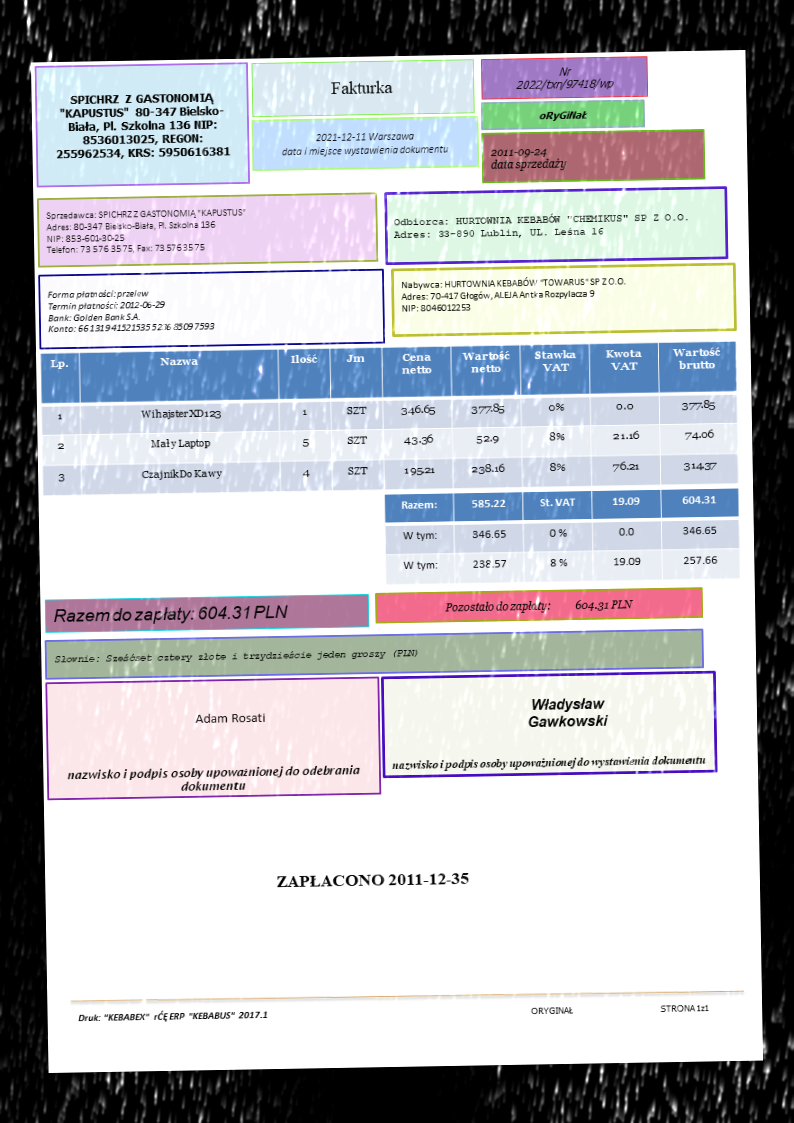 SPICHRZ Z GASTONOMIĄ
"KAPUSTUS" 80-347 Bielsko-
Biała, Pl. Szkolna 136 NIP:
8536013025, REGON:
255962534, KRS: 5950616381
Fakturka
2021-12-11 Warszawa
data i miejsce wystawienia dokumentu
Nr
2022/txn/97418/wp
oRyGiNaŁ
2011-09-24
data sprzedaży
Sprzedawca: SPICHRZ Z GASTONOMIĄ "KAPUSTUS"
Adres: 80-347 Bielsko-Biała, Pl. Szkolna 136
NIP: 853-601-30-25
Telefon: 73 576 35 75, Fax: 73 576 35 75
Odbiorca: HURTOWNIA KEBABÓW "CHEMIKUS" SP Z O.O.
Adres: 33-890 Lublin, UL. Leśna 16
Forma płatności: przelew
Termin płatności: 2012-06-29
Bank: Golden Bank S.A.
Konto: 66 1319 4152 1535 5276 8509 7593
Nabywca: HURTOWNIA KEBABÓW "TOWARUS" SP Z O.O.
Adres: 70-417 Głogów, ALEJA Antka Rozpylacza 9
NIP: 8046012253
Lp. Nazwa Ilość Jm Cena netto Wartość netto Stawka VAT Kwota VAT Wartość brutto
1 Wihajster XD123 1 SZT 346.65 377.85 0% 0.0 377.85
2 Mały Laptop 5 SZT 43.36 52.9 8% 21.16 74.06
3 Czajnik Do Kawy 4 SZT 195.21 238.16 8% 76.21 314.37
Razem: 585.22 St. VAT 19.09 604.31
W tym: 346.65 0 % 0.0 346.65
W tym: 238.57 8 % 19.09 257.66
Razem do zapłaty: 604.31 PLN
Pozostało do zapłaty: 604.31 PLN
Słownie: Sześćset cztery złote i trzydzieście jeden groszy (PLN)
Adam Rosati
nazwisko i podpis osoby upoważnionej do odebrania
dokumentu
Władysław
Gawkowski
nazwisko i podpis osoby upoważnionej do wystawienia dokumentu
ZAPŁACONO 2011-12-35
Druk: "KEBABEX" rĆĘ ERP "KEBABUS" 2017.1
ORYGINAŁ
STRONA 1z1